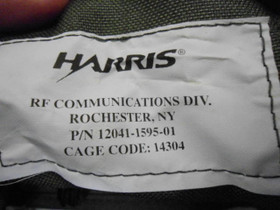 HARRIS®
RF COMMUNICATIONS DIV.
ROCHESTER, NY
P/N 12041-1595-01
CAGE CODE: 14304